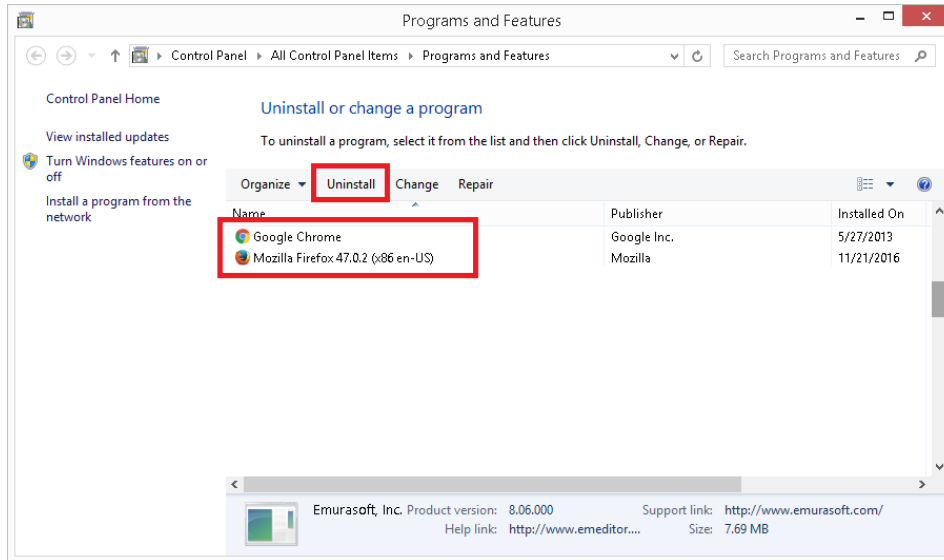 Programs and Features
Control Panel All Control Panel Items Programs and Features Search Programs and Features
Control Panel Home
View installed updates
Turn Windows features on or
off
Install a program from the
network
Uninstall or change a program
To uninstall a program, select it from the list and then click Uninstall, Change, or Repair.
Organize Uninstall Change Repair
Name Publisher Installed On
Google Chrome Google Inc. 5/27/2013
Mozilla Firefox 47.0.2 (x86 en-US) Mozilla 11/21/2016
Emurasoft, Inc. Product version: 8.06.000 Support link: http://www.emurasoft.com/
Help link: http://www.emeditor.... Size: 7.69 MB